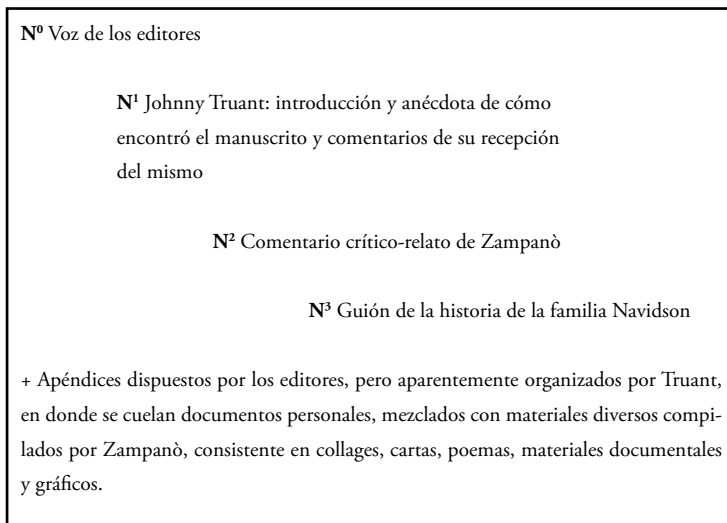 N⁰ Voz de los editores
N¹ Johnny Truant: introducción y anécdota de cómo
encontró el manuscrito y comentarios de su recepción
del mismo
N² Comentario crítico-relato de Zampanò
N³ Guión de la historia de la familia Navidson
+ Apéndices dispuestos por los editores, pero aparentemente organizados por Truant,
en donde se cuelan documentos personales, mezclados con materiales diversos compi-
lados por Zampanò, consistente en collages, cartas, poemas, materiales documentales
y gráficos.